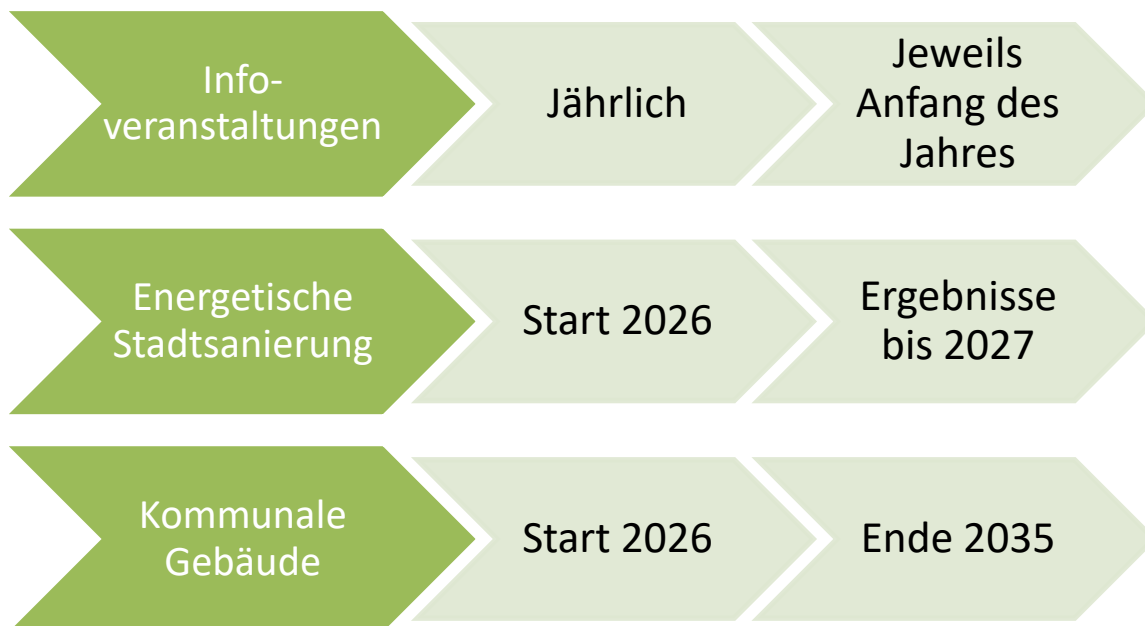 Info-
veranstaltungen
Jährlich
Jeweils
Anfang des
Jahres
Energetische
Stadtsanierung
Start 2026
Ergebnisse
bis 2027
Kommunale
Gebäude
Start 2026
Ende 2035